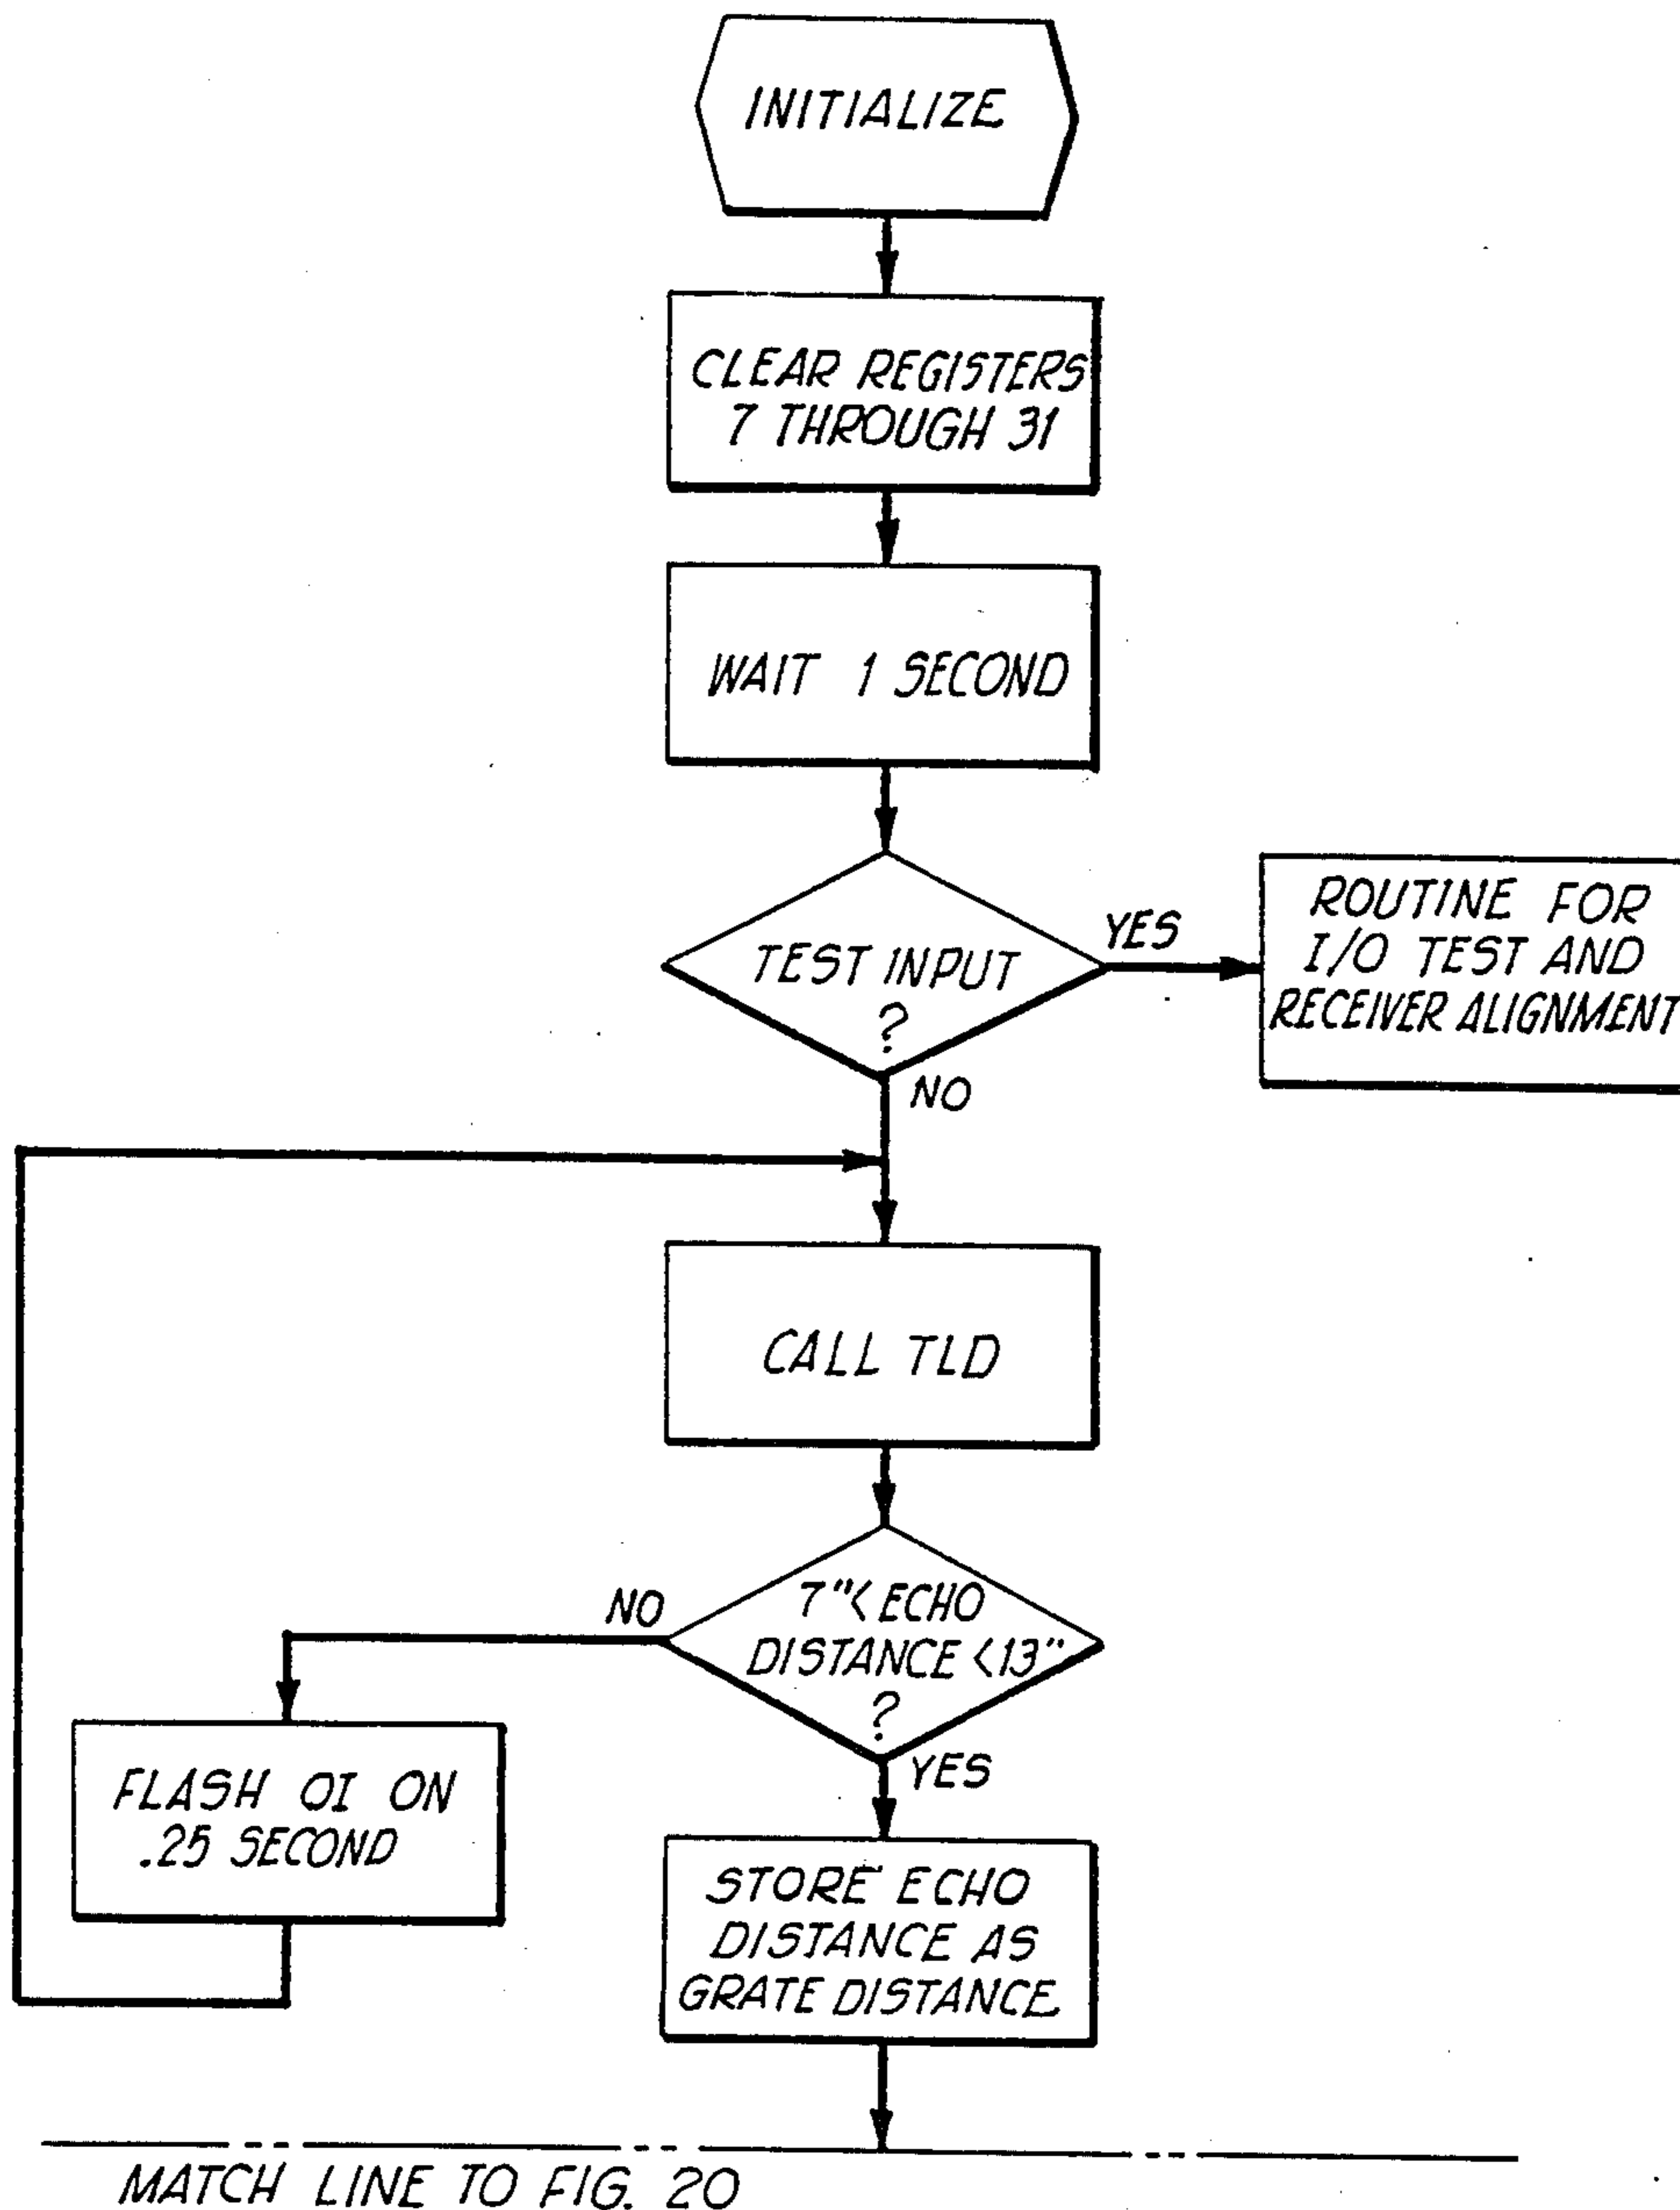 INITIALIZE
CLEAR REGISTERS
7 THROUGH 31
WAIT 1 SECOND
TEST INPUT
?
YES
ROUTINE FOR
I/O TEST AND
RECEIVER ALIGNMENT
NO
CALL TLD
7"<ECHO
DISTANCE<13"
?
NO
YES
FLASH OI ON
.25 SECOND
STORE ECHO
DISTANCE AS
GRATE DISTANCE
MATCH LINE TO FIG. 20